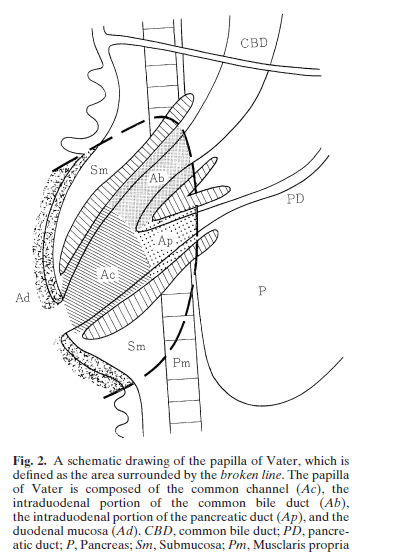 CBD
Sm
Ab
PD
Ap
Ac
Ad
P
Sm
Pm
Fig. 2. A schematic drawing of the papilla of Vater, which is
defined as the area surrounded by the broken line. The papilla
of Vater is composed of the common channel (Ac), the
intraduodenal portion of the common bile duct (Ab),
the intraduodenal portion of the pancreatic duct (Ap), and the
duodenal mucosa (Ad). CBD, common bile duct; PD, pancre-
atic duct; P, Pancreas; Sm, Submucosa; Pm, Musclaris propria